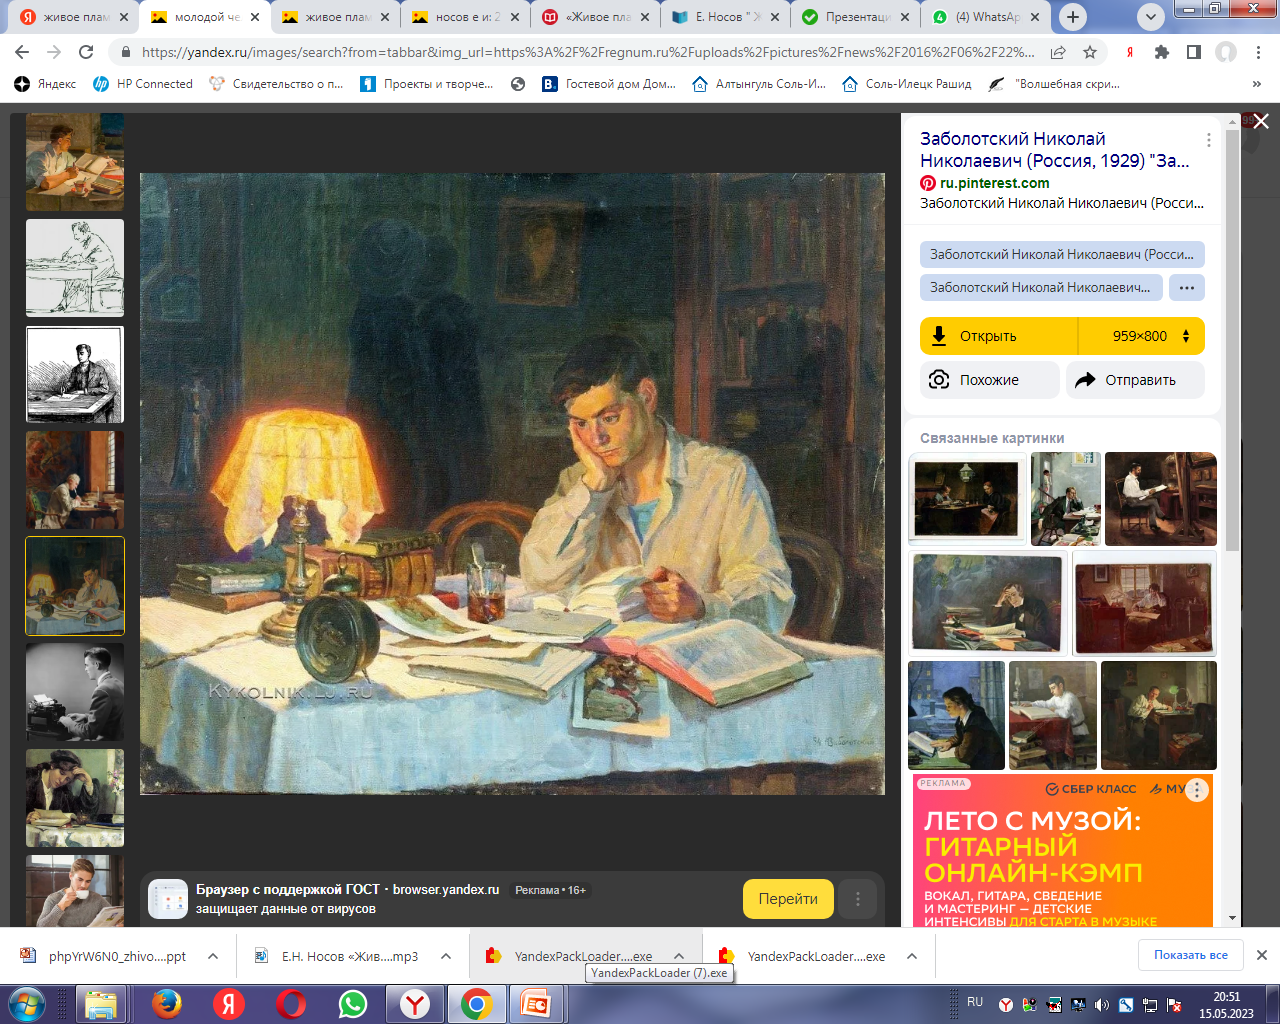 живое плам
молодой че
живое плам
носов е и: 2
«Живое пла
Е. Носов " Ж
Презентаци
(4) WhatsAp
https://yandex.ru/images/search?from=tabbar&img_url=https%3A%2F%2Fregnum.ru%2Fuploads%2Fpictures%2Fnews%2F2016%2F06%2F22%...
Яндекс
HP Connected
Свидетельство о п...
Проекты и творче...
Гостевой дом Дом...
Алтынгуль Соль-И...
Соль-Илецк Рашид
"Волшебная скри...
»
Заболотский Николай
Николаевич (Россия, 1929) "За...
ru.pinterest.com
Заболотский Николай Николаевич (Росси...
Заболотский Николай Николаевич (Росси...
Заболотский Николай Николаевич...
Открыть
959×800
Похожие
Отправить
Связанные картинки
KYKOLNIK.LJ.RU
РЕКЛАМА
СБЕР КЛАСС
МУ
ЛЕТО С МУЗОЙ:
ГИТАРНЫЙ
ОНЛАЙН-КЭМП
ВОКАЛ, ГИТАРА, СВЕДЕНИЕ
И МАСТЕРИНГ — ДЕТСКИЕ
ИНТЕНСИВЫ ДЛЯ СТАРТА В МУЗЫКЕ
Браузер с поддержкой ГОСТ · browser.yandex.ru
Реклама • 16+
защищает данные от вирусов
Перейти
phpYrW6N0_zhivo....ppt
Е.Н. Носов «Жив....mp3
YandexPackLoader....exe
YandexPackLoader....exe
Показать все
YandexPackLoader (7).exe
RU
20:51
15.05.2023